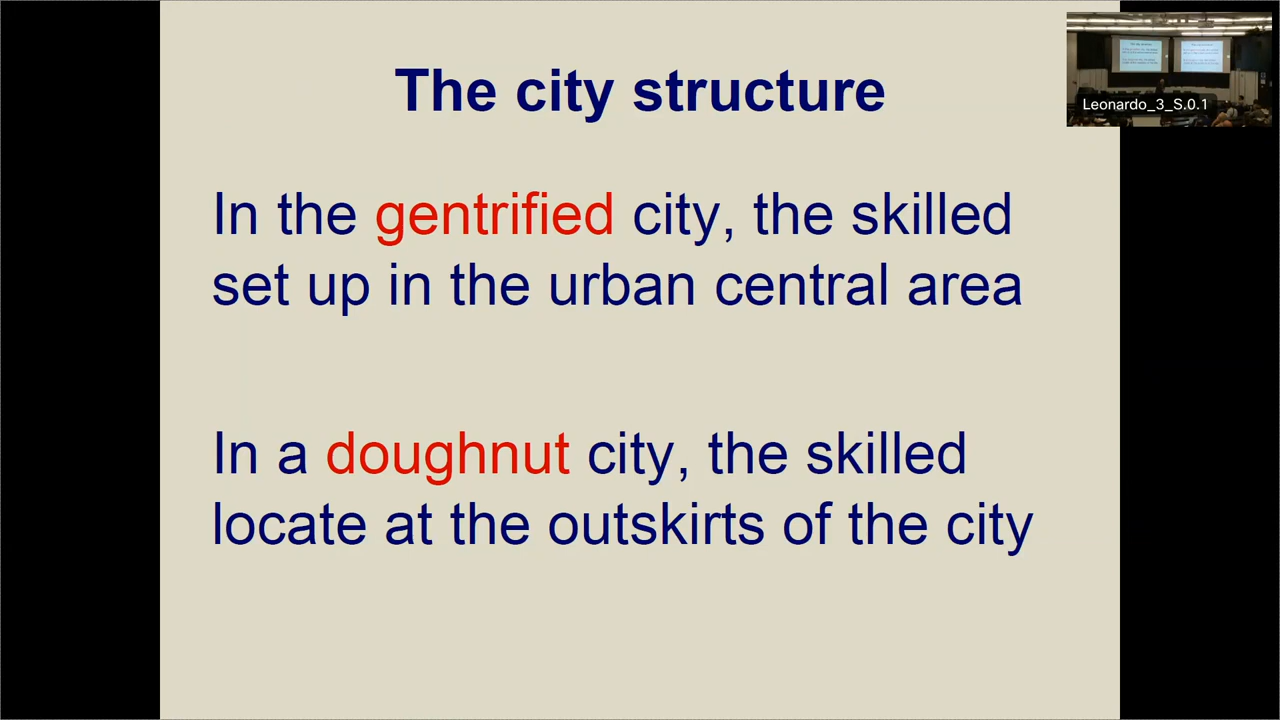 The city structure
Leonardo_3_S.0.1
In the gentrified city, the skilled
set up in the urban central area
In a doughnut city, the skilled
locate at the outskirts of the city